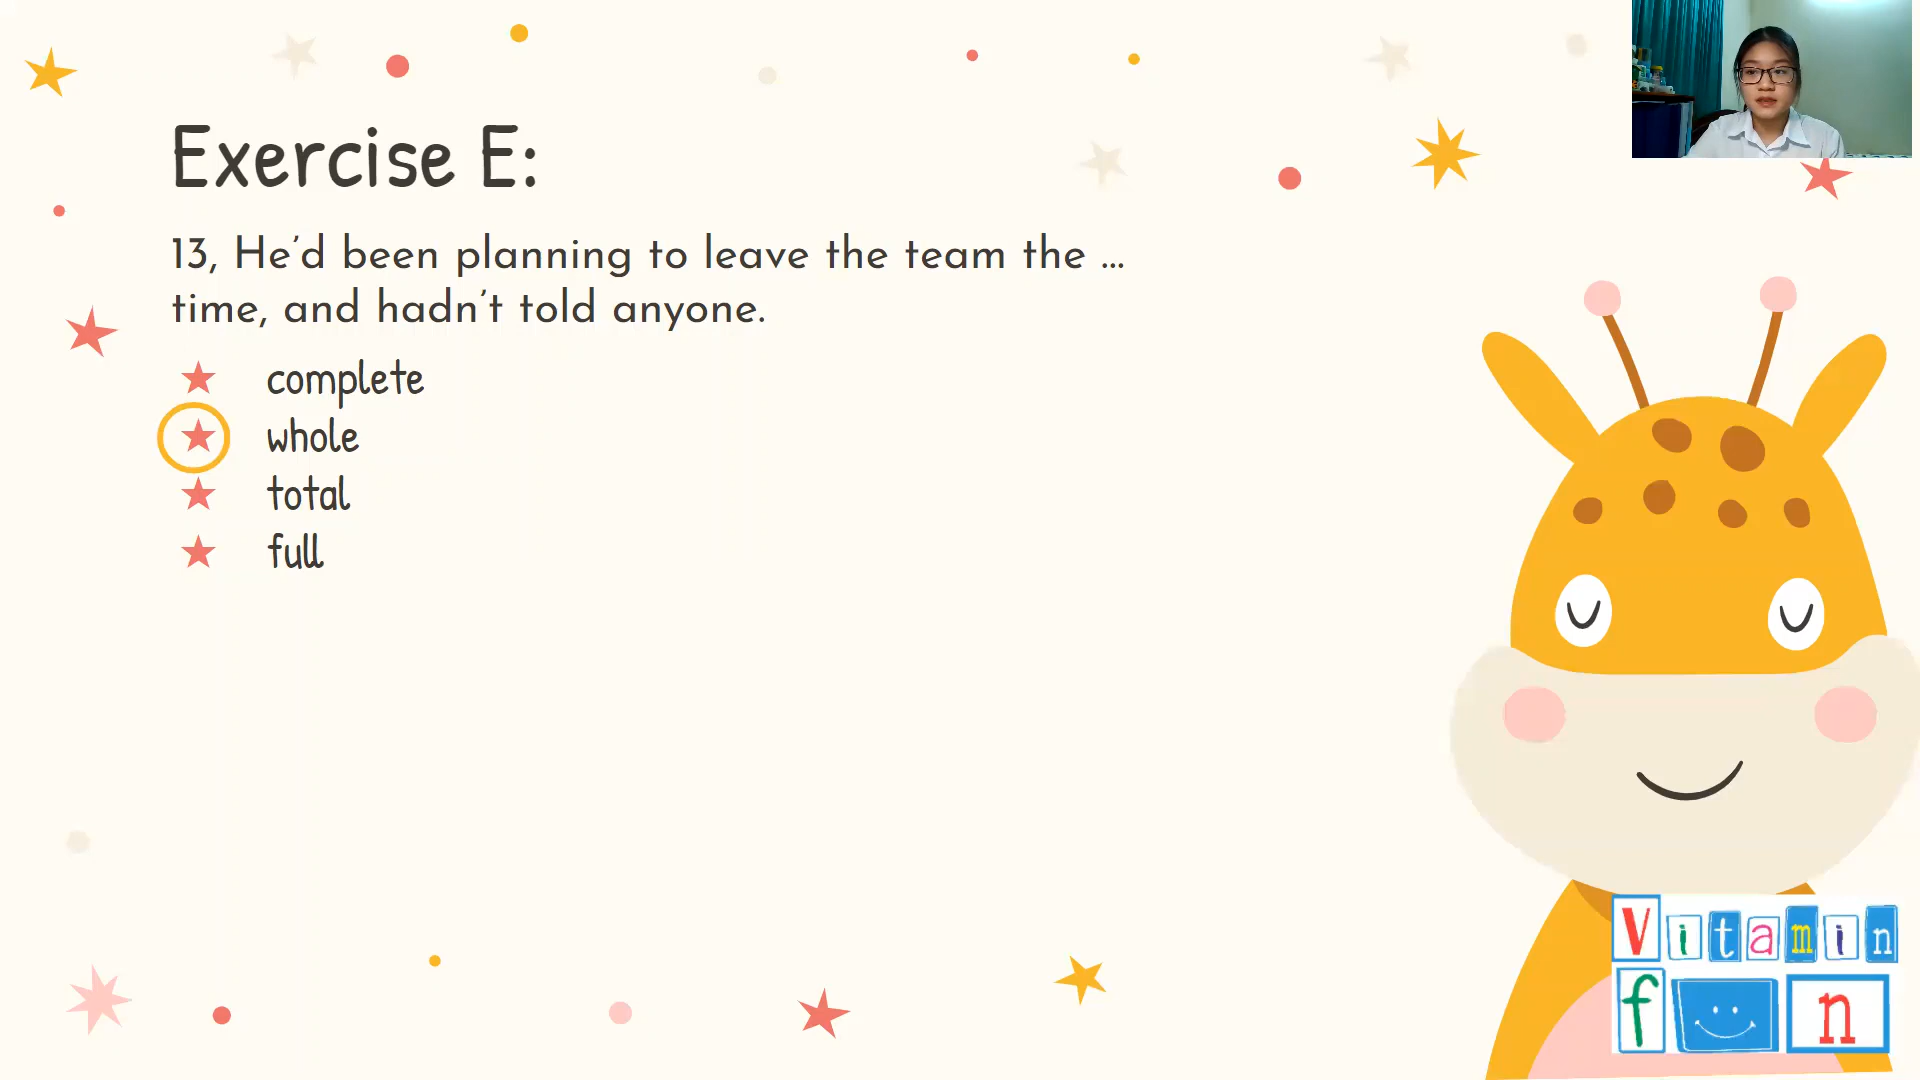 Exercise E:
13, He’d been planning to leave the team the ...
time, and hadn’t told anyone.
complete
whole
total
full
Vitamin
fun